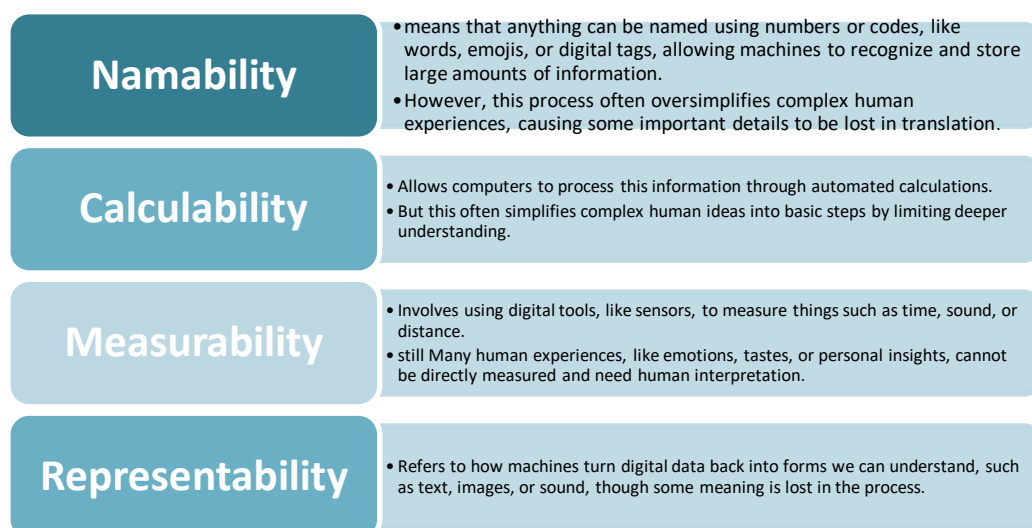 Namability
•means that anything can be named using numbers or codes, like
words, emojis, or digital tags, allowing machines to recognize and store
large amounts of information.
•However, this process often oversimplifies complex human
experiences, causing some important details to be lost in translation.
Calculability
• Allows computers to process this information through automated calculations.
• But this often simplifies complex human ideas into basic steps by limiting deeper
understanding.
Measurability
• Involves using digital tools, like sensors, to measure things such as time, sound, or
distance.
• still Many human experiences, like emotions, tastes, or personal insights, cannot
be directly measured and need human interpretation.
Representability
• Refers to how machines turn digital data back into forms we can understand, such
as text, images, or sound, though some meaning is lost in the process.